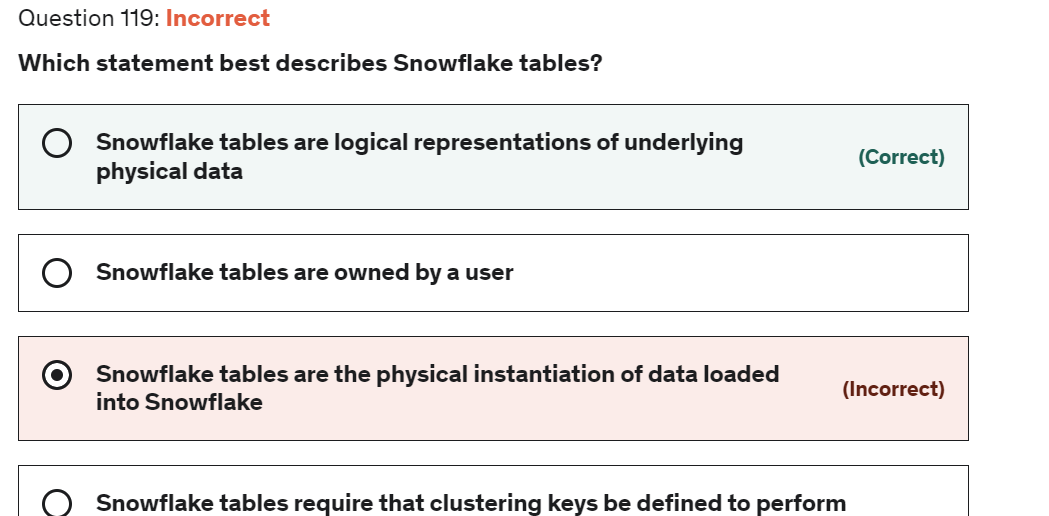 Question 119: Incorrect
Which statement best describes Snowflake tables?
Snowflake tables are logical representations of underlying
physical data
(Correct)
Snowflake tables are owned by a user
Snowflake tables are the physical instantiation of data loaded
into Snowflake
(Incorrect)
Snowflake tables require that clustering keys be defined to perform